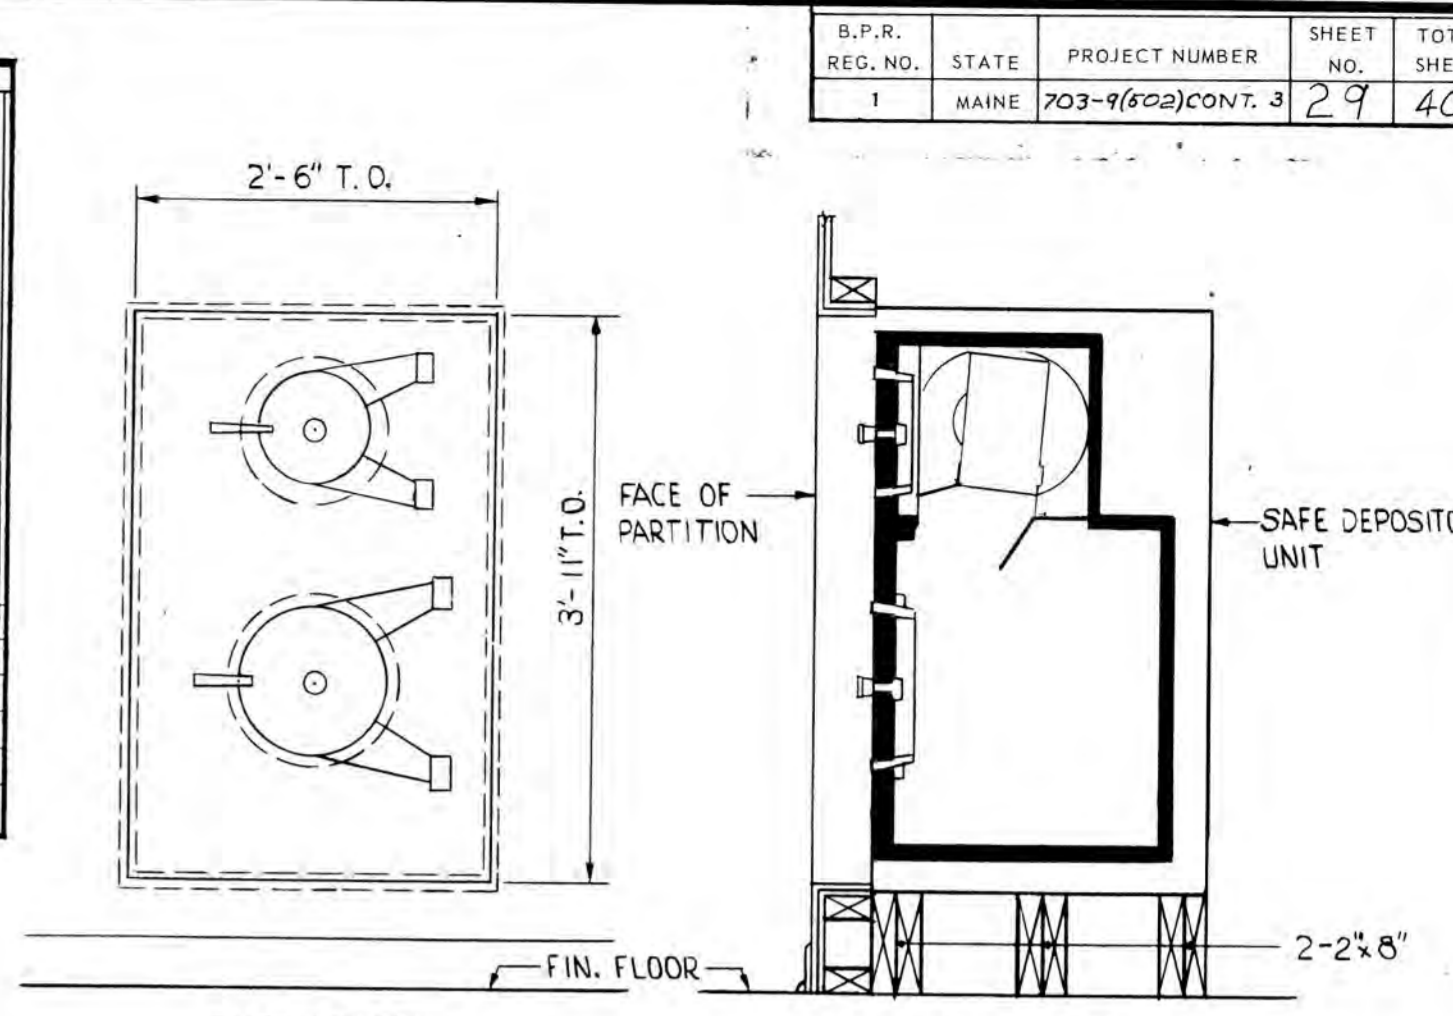 B.P.R.
REG. NO.
STATE
PROJECT NUMBER
SHEET
NO.
1
MAINE
703-9(502)CONT. 3
29
2'-6" T.O.
3'-11" T.O.
FACE OF
PARTITION
SAFE
UNIT
2-2"x8"
FIN. FLOOR